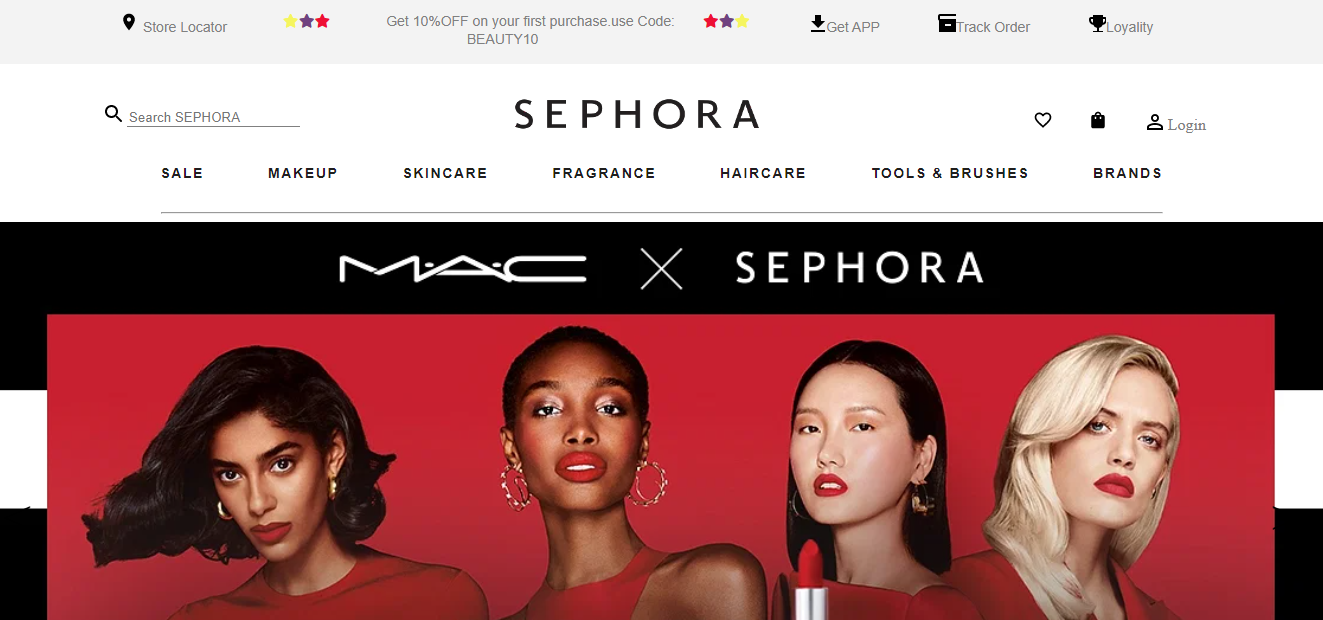 Store Locator
Get 10%OFF on your first purchase.use Code:
BEAUTY10
Get APP
Track Order
Loyality
Search SEPHORA
SEPHORA
Login
SALE
MAKEUP
SKINCARE
FRAGRANCE
HAIRCARE
TOOLS & BRUSHES
BRANDS
M·A·C X SEPHORA